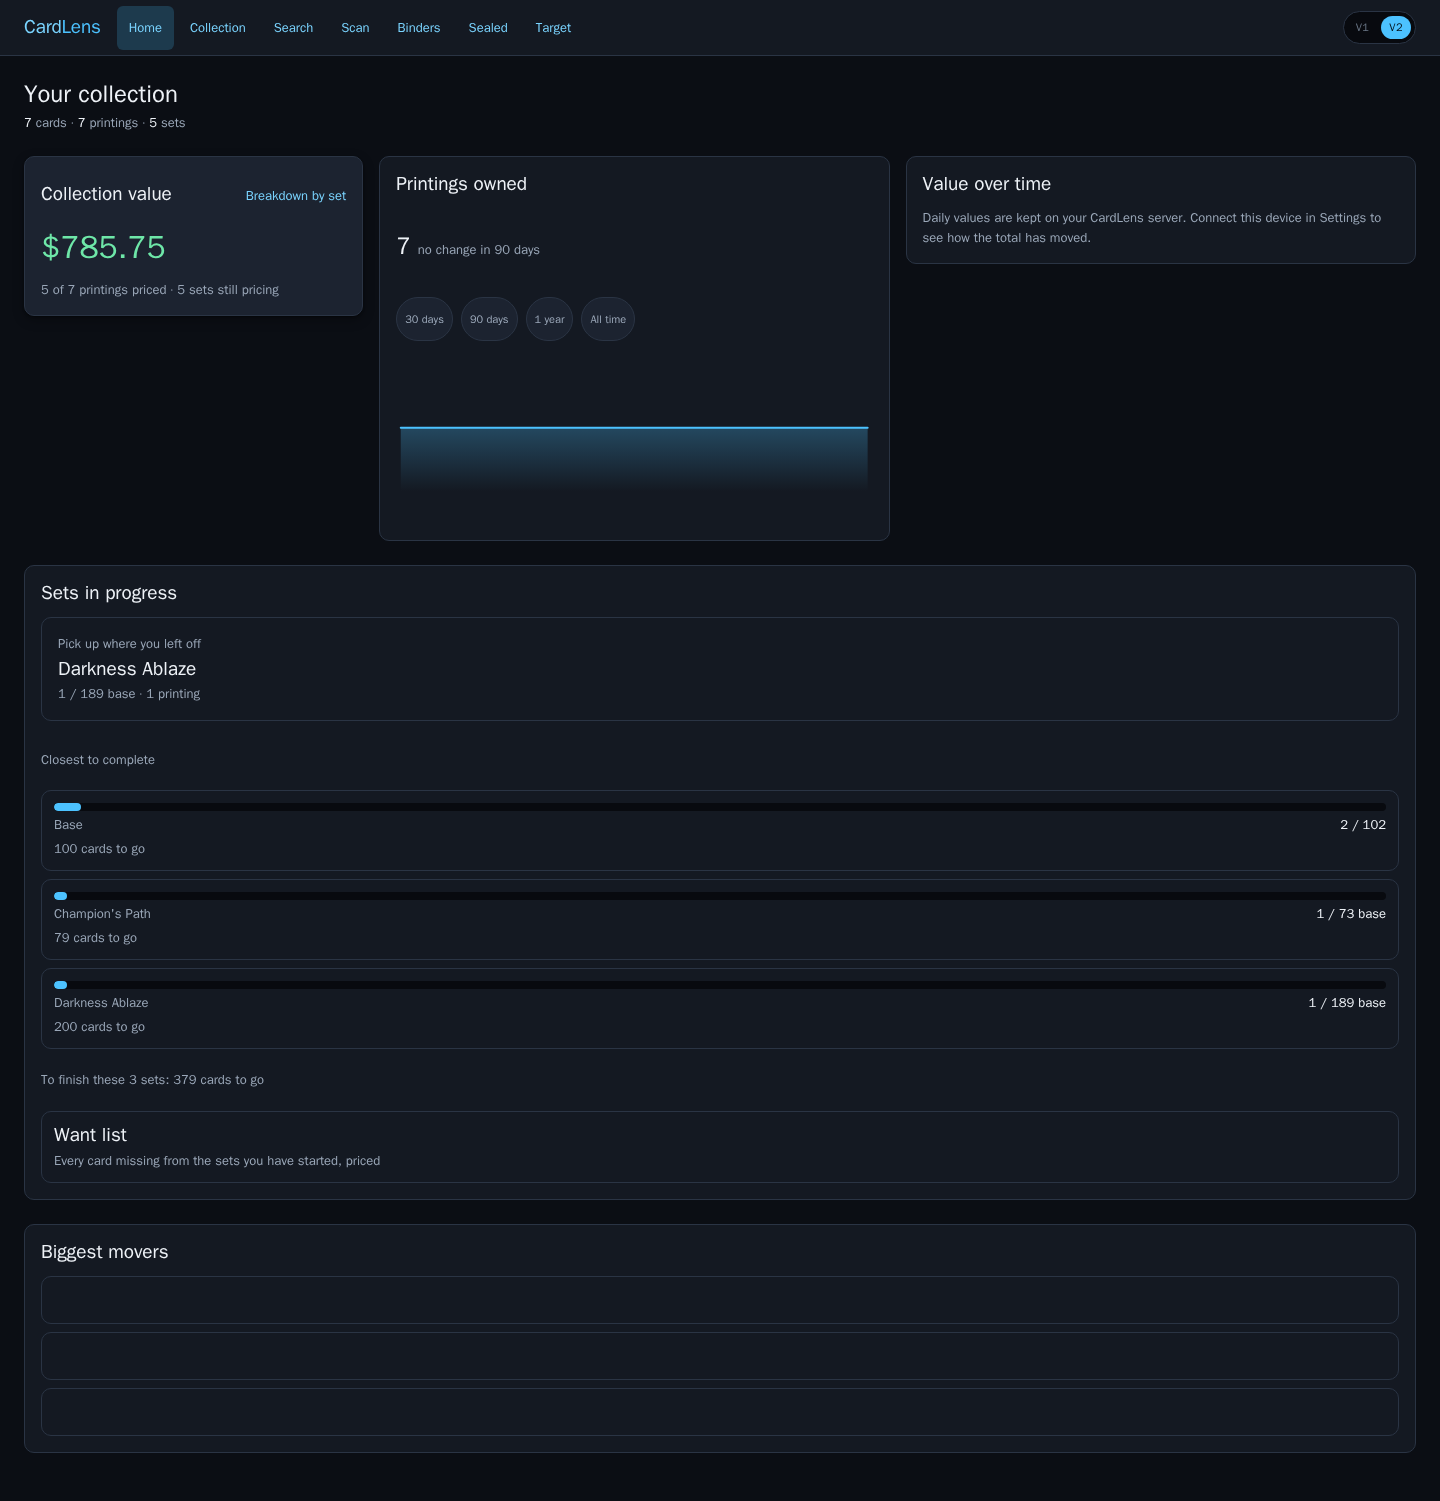 CardLens Home Collection Search Scan Binders Sealed Target V1 V2
Your collection
7 cards · 7 printings · 5 sets
Collection value Breakdown by set
$785.75
5 of 7 printings priced · 5 sets still pricing
Printings owned
7 no change in 90 days
30 days 90 days 1 year All time
Value over time
Daily values are kept on your CardLens server. Connect this device in Settings to
see how the total has moved.
Sets in progress
Pick up where you left off
Darkness Ablaze
1 / 189 base · 1 printing
Closest to complete
Base 2 / 102
100 cards to go
Champion's Path 1 / 73 base
79 cards to go
Darkness Ablaze 1 / 189 base
200 cards to go
To finish these 3 sets: 379 cards to go
Want list
Every card missing from the sets you have started, priced
Biggest movers